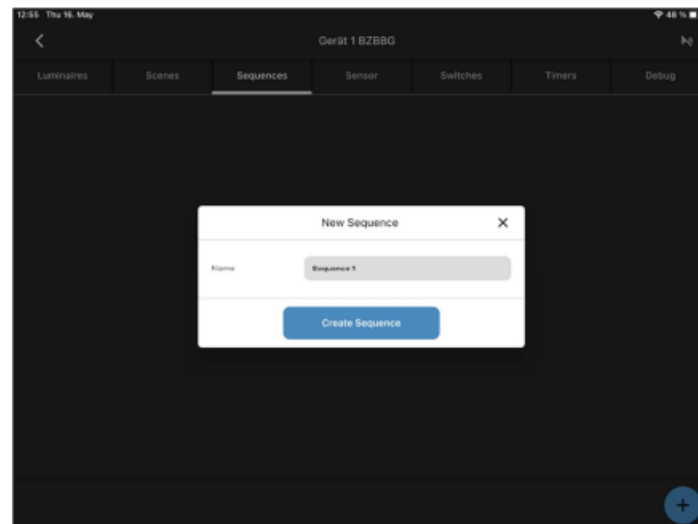 12:55 Thu 16. May 48 %
Gerät 1 BZBBG
Luminaires Scenes Sequences Sensor Switches Timers Debug
New Sequence
Name Sequence 1
Create Sequence